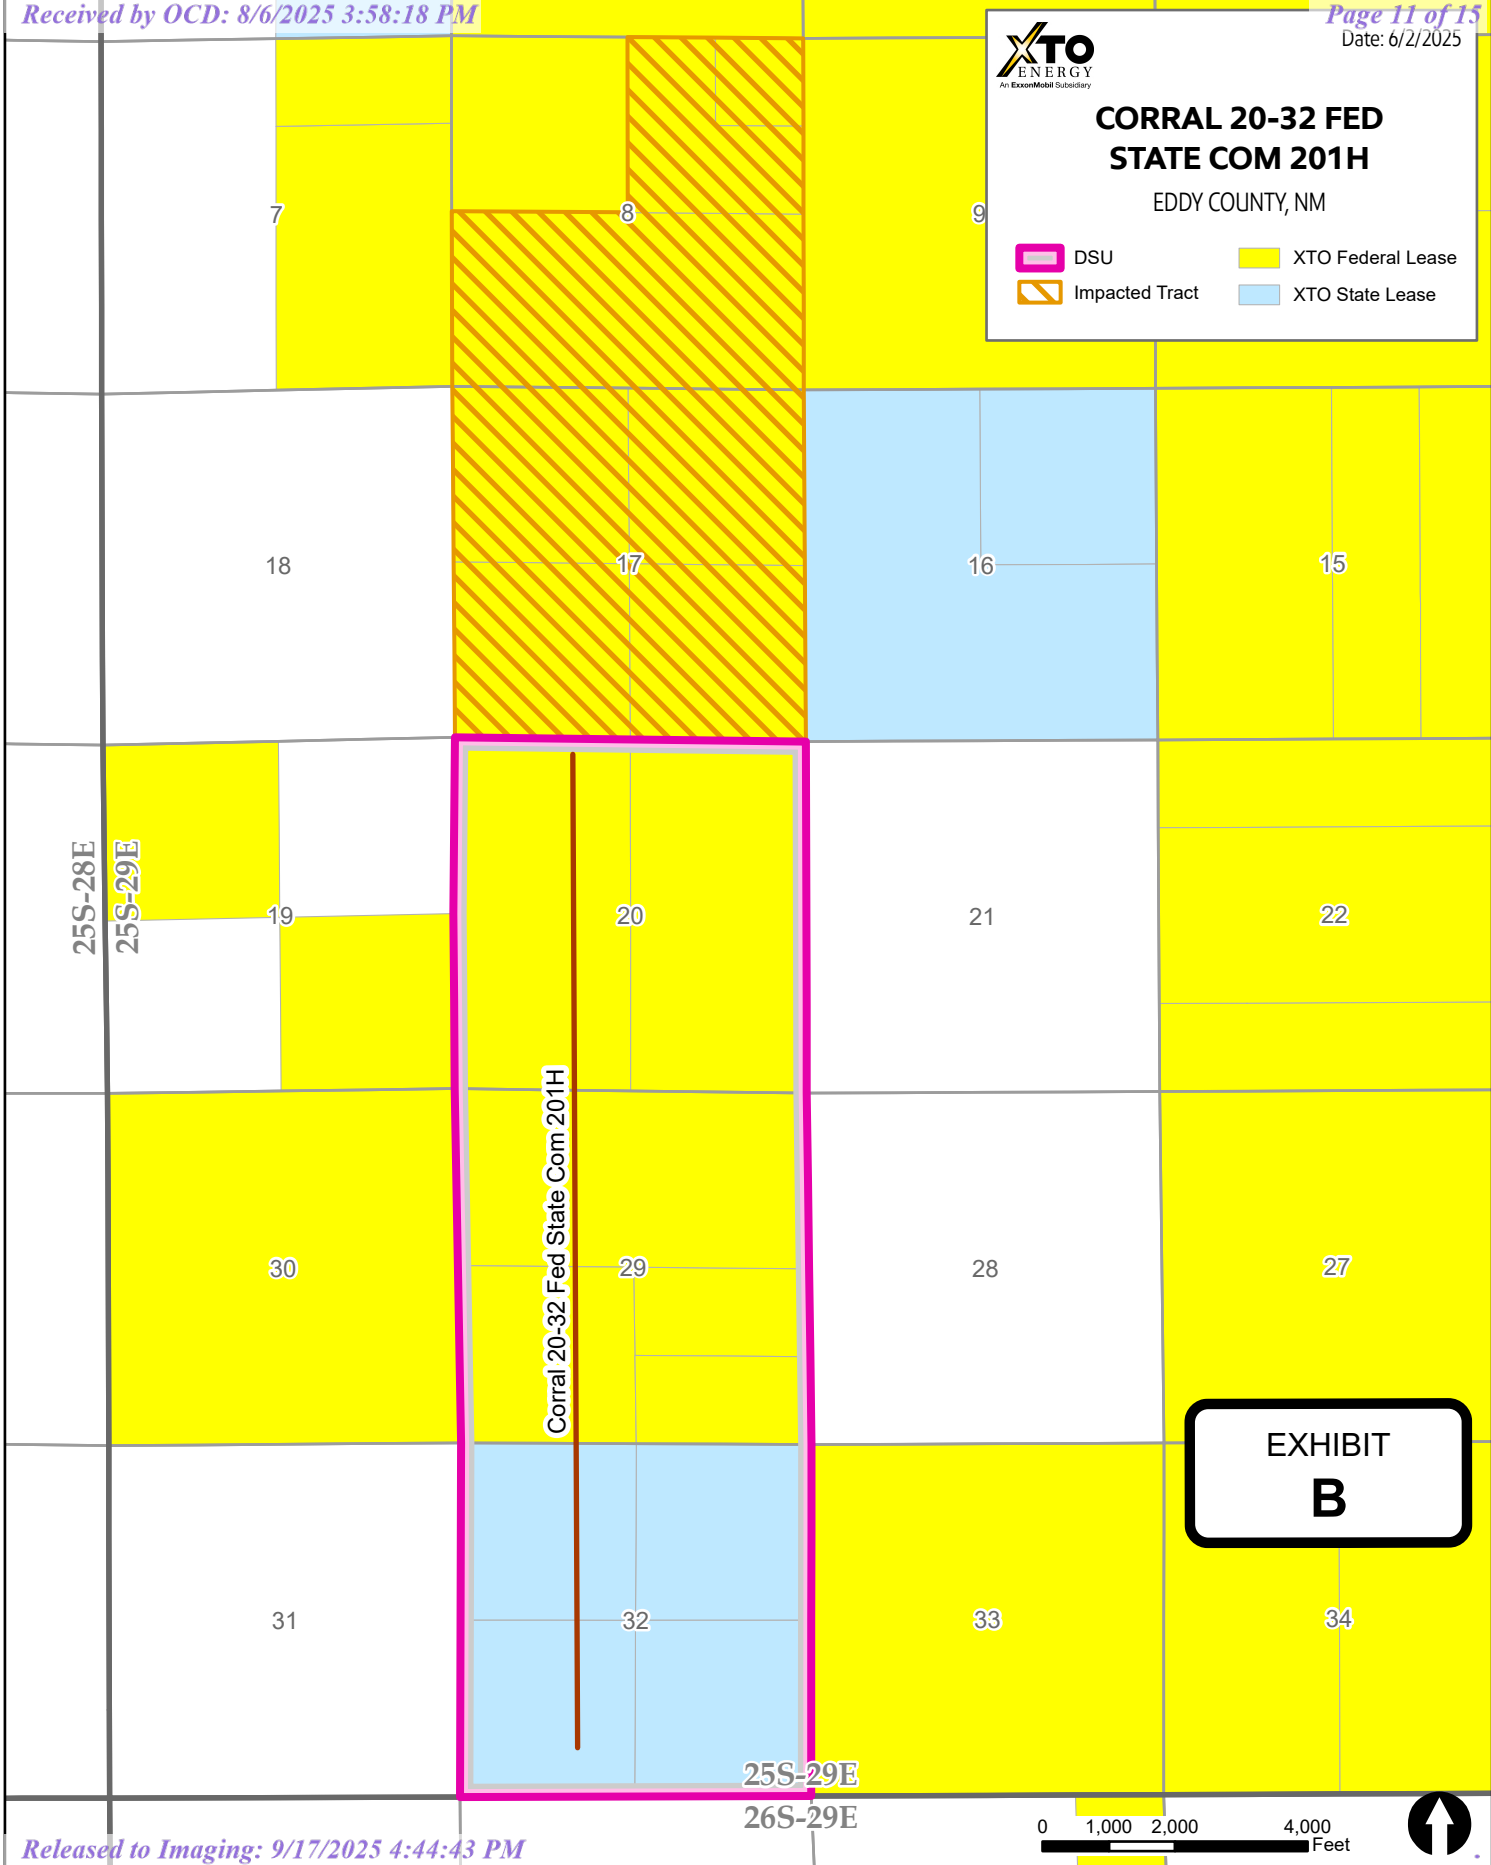 Received by OCD: 8/6/2025 3:58:18 PM
Page 11 of 15
Date: 6/2/2025
XTO
ENERGY
An ExxonMobil Subsidiary
CORRAL 20-32 FED
STATE COM 201H
EDDY COUNTY, NM
DSU
XTO Federal Lease
Impacted Tract
XTO State Lease
7
8
9
18
17
16
15
25S-28E
25S-29E
19
20
21
22
Corral 20-32 Fed State Com 201H
30
29
28
27
EXHIBIT
B
31
32
33
34
25S-29E
26S-29E
0 1,000 2,000 4,000
Feet
Released to Imaging: 9/17/2025 4:44:43 PM